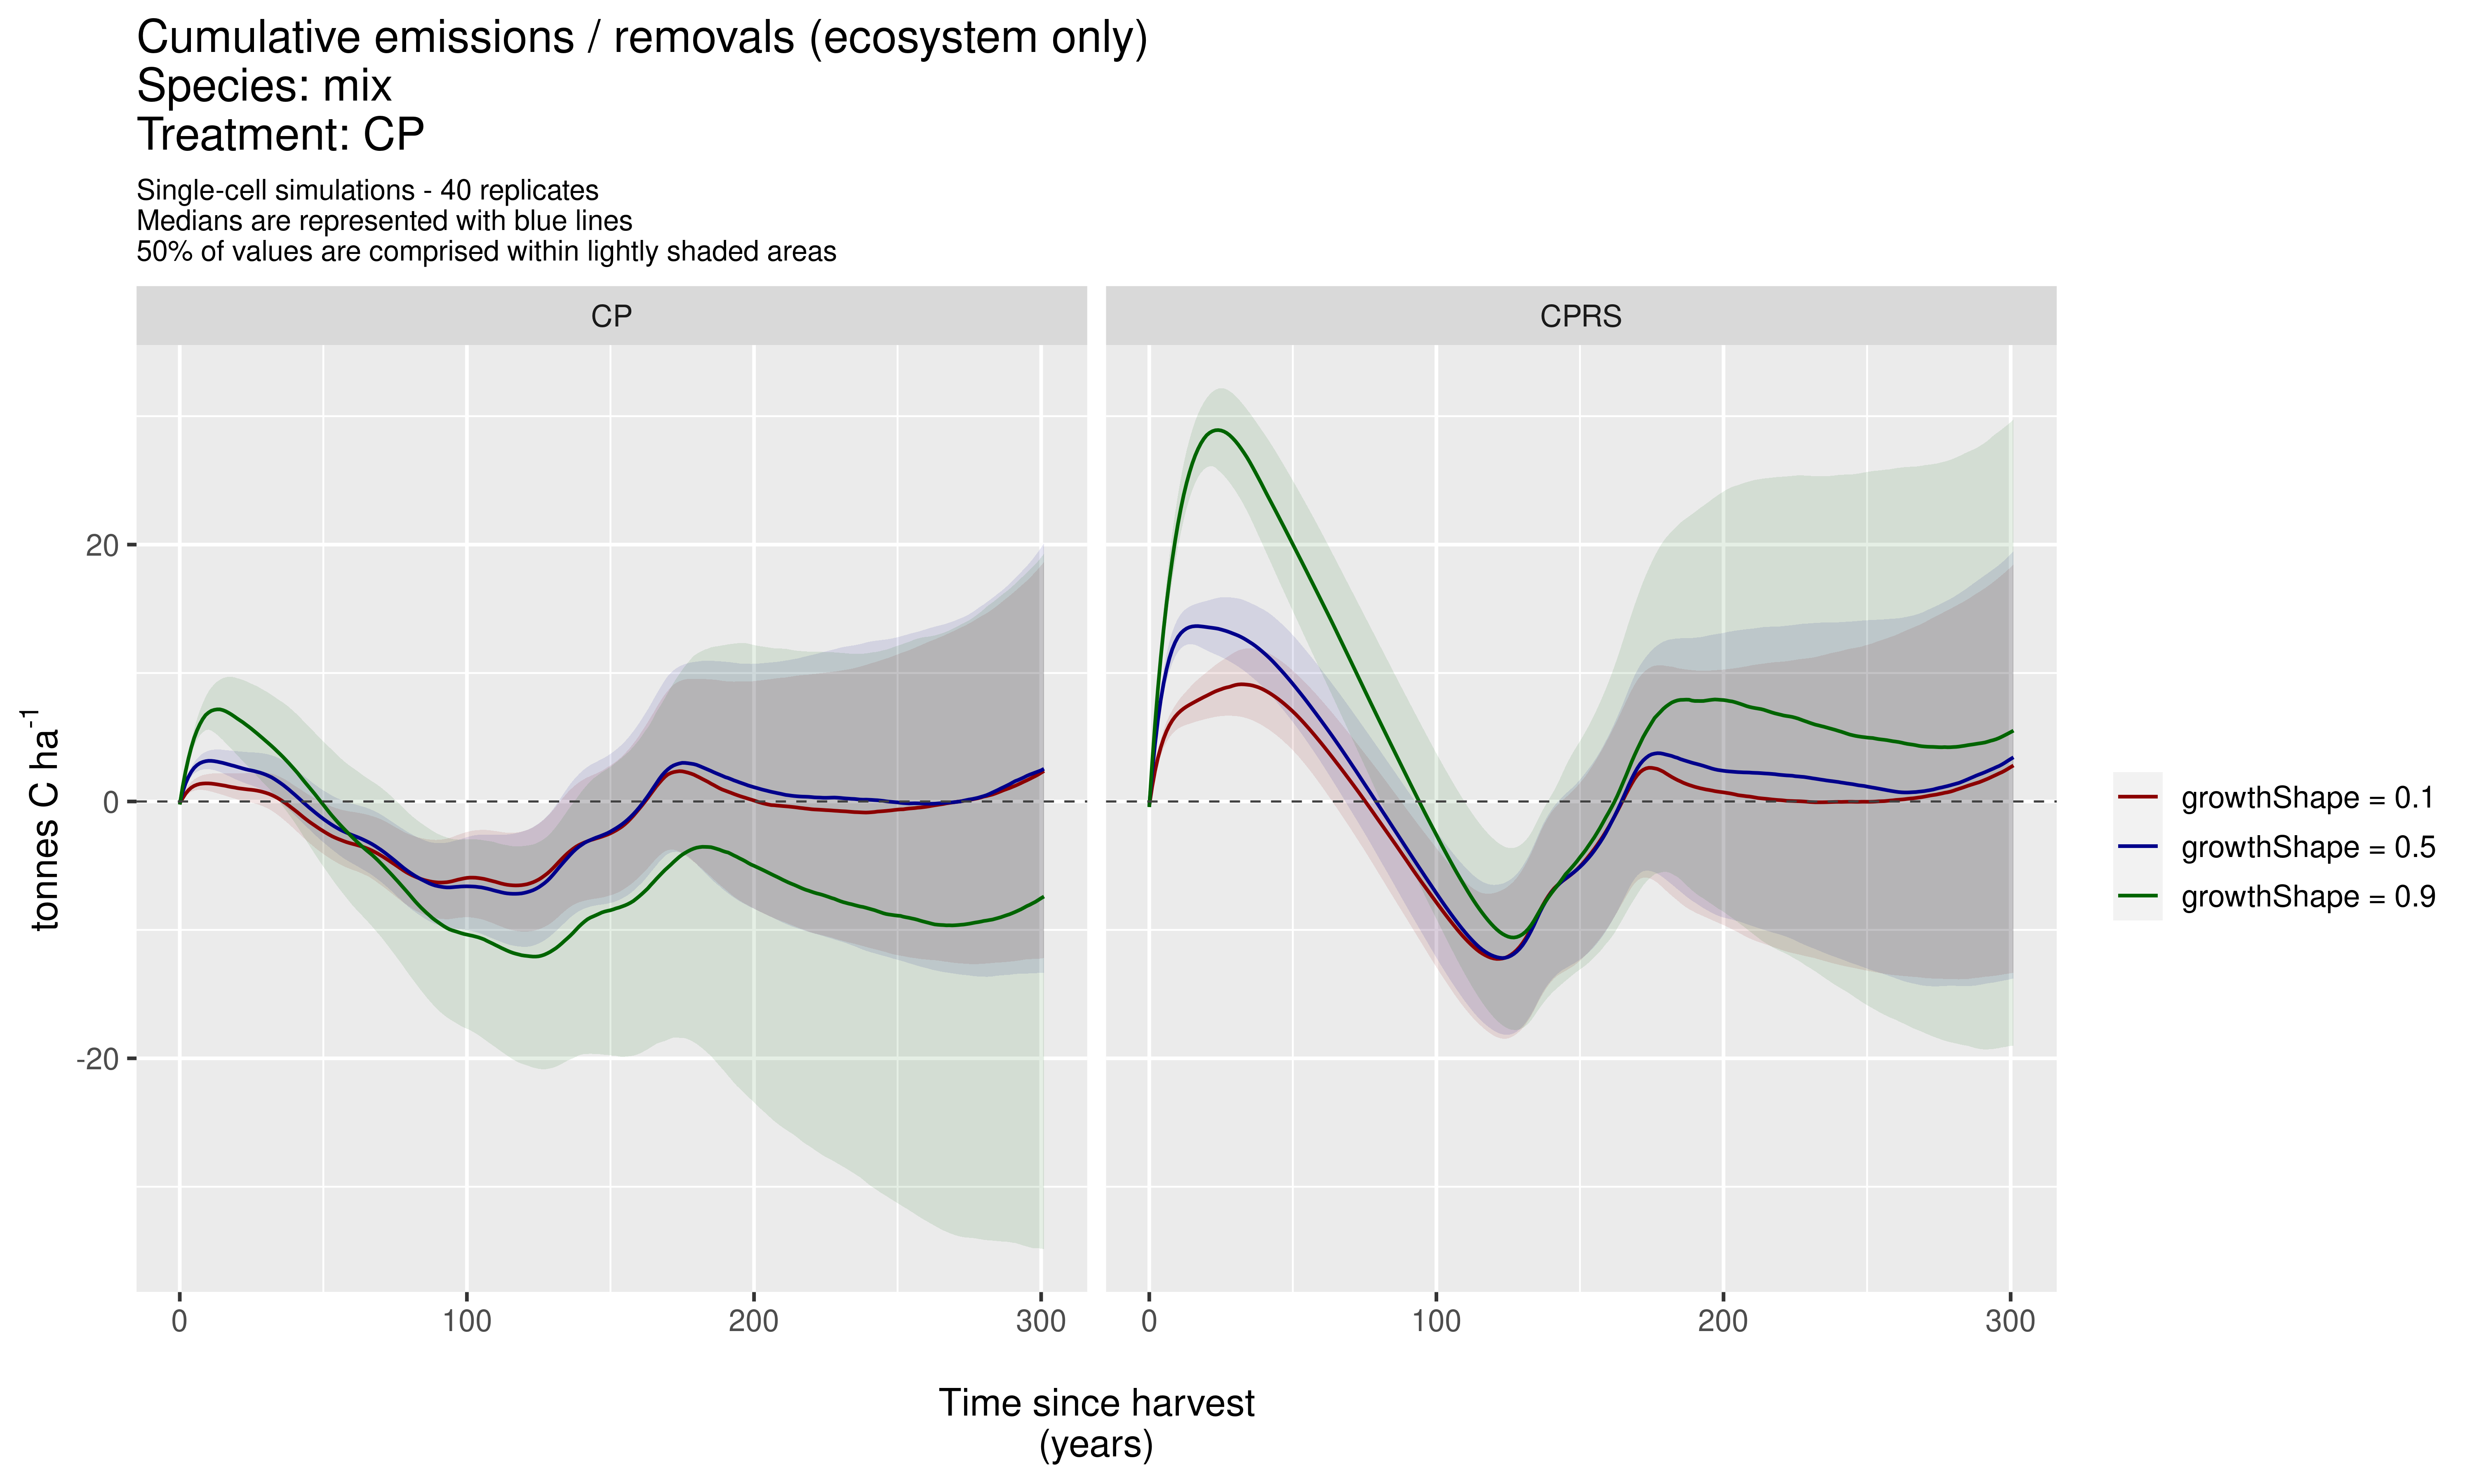 Cumulative emissions / removals (ecosystem only)
Species: mix
Treatment: CP
Single-cell simulations - 40 replicates
Medians are represented with blue lines
50% of values are comprised within lightly shaded areas
CP
CPRS
tonnes C ha-1
20
0
-20
0
100
200
300
0
100
200
300
Time since harvest
(years)
growthShape = 0.1
growthShape = 0.5
growthShape = 0.9